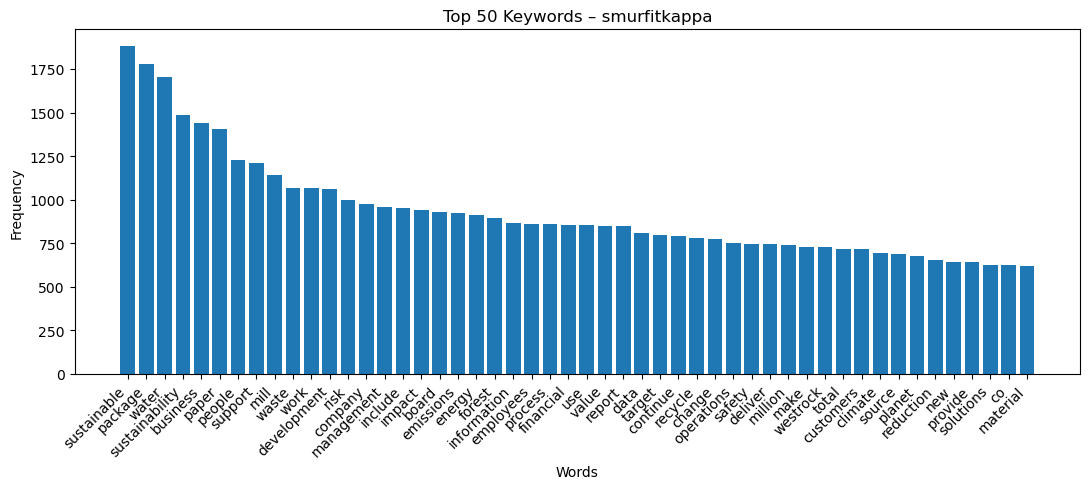 Top 50 Keywords – smurfitkappa
Frequency
1750
1500
1250
1000
750
500
250
0
sustainable
package
water
sustainability
business
paper
people
support
mill
waste
work
development
risk
company
management
include
impact
board
emissions
energy
forest
information
employees
process
financial
use
value
report
data
target
continue
recycle
change
operations
safety
deliver
million
make
westrock
total
customers
climate
source
planet
reduction
new
provide
solutions
co
material
Words